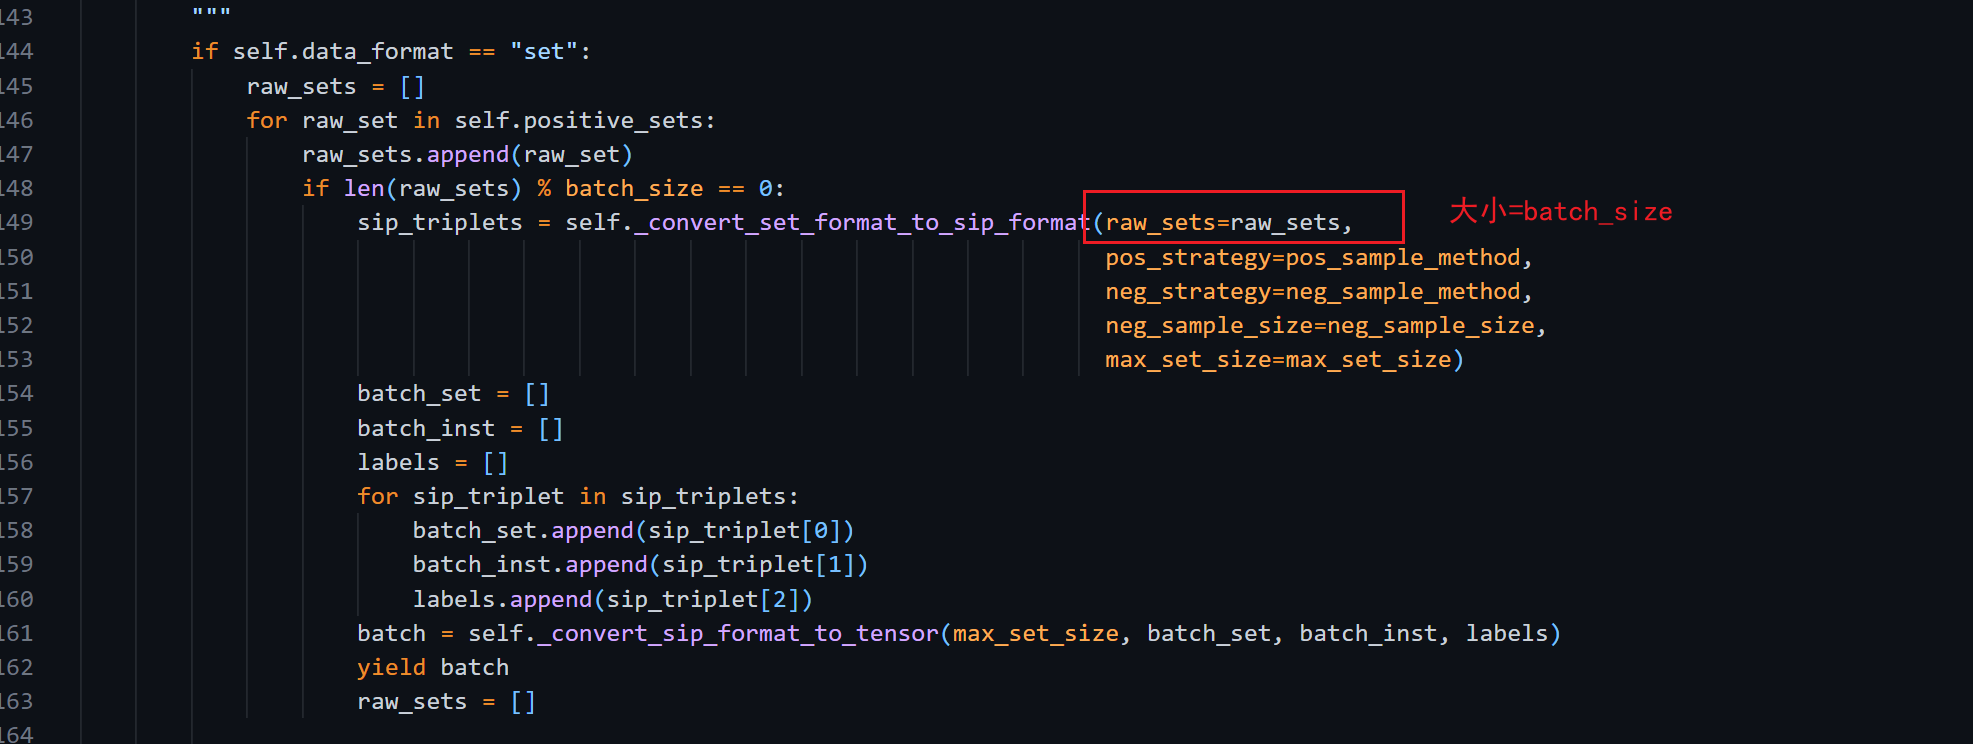 143 """
144 if self.data_format == "set":
145 raw_sets = []
146 for raw_set in self.positive_sets:
147 raw_sets.append(raw_set)
148 if len(raw_sets) % batch_size == 0:
149 sip_triplets = self._convert_set_format_to_sip_format(raw_sets=raw_sets, 大小=batch_size
150 pos_strategy=pos_sample_method,
151 neg_strategy=neg_sample_method,
152 neg_sample_size=neg_sample_size,
153 max_set_size=max_set_size)
154 batch_set = []
155 batch_inst = []
156 labels = []
157 for sip_triplet in sip_triplets:
158 batch_set.append(sip_triplet[0])
159 batch_inst.append(sip_triplet[1])
160 labels.append(sip_triplet[2])
161 batch = self._convert_sip_format_to_tensor(max_set_size, batch_set, batch_inst, labels)
162 yield batch
163 raw_sets = []
164